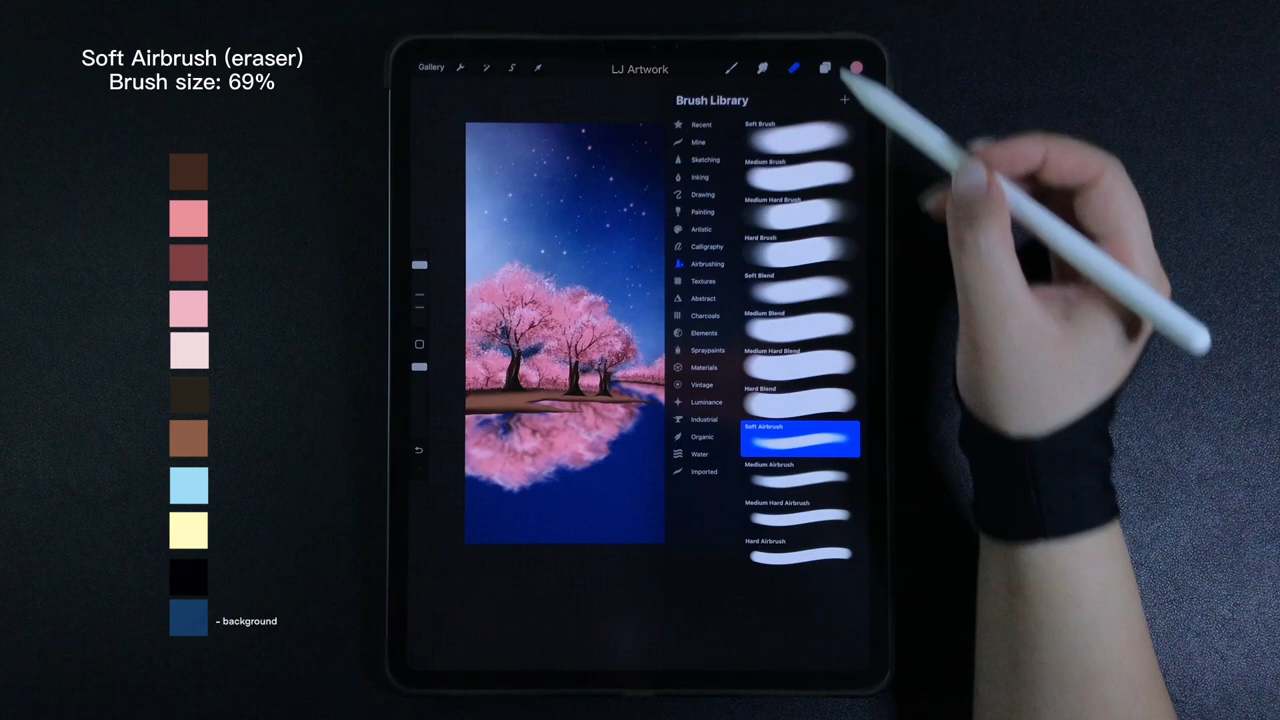 Soft Airbrush (eraser)
Brush size: 69%
- background
Gallery
LJ Artwork
Brush Library
Recent
Mine
Sketching
Inking
Drawing
Painting
Artistic
Calligraphy
Airbrushing
Textures
Abstract
Charcoals
Elements
Spraypaints
Materials
Vintage
Luminance
Industrial
Organic
Water
Imported
Soft Brush
Medium Brush
Medium Hard Brush
Hard Brush
Soft Blend
Medium Blend
Medium Hard Blend
Hard Blend
Soft Airbrush
Medium Airbrush
Medium Hard Airbrush
Hard Airbrush